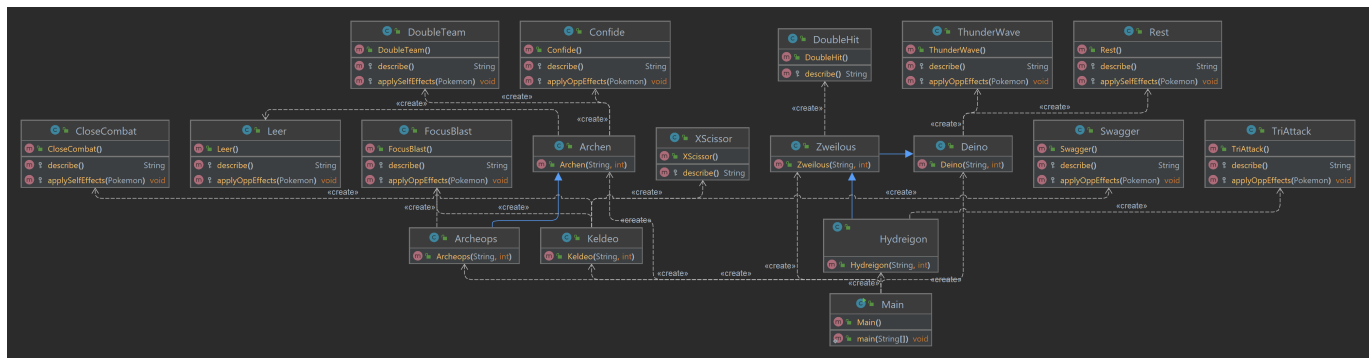 DoubleTeam
DoubleTeam()
describe() String
applySelfEffects(Pokemon) void
Confide
Confide()
describe() String
applyOppEffects(Pokemon) void
DoubleHit
DoubleHit()
describe() String
ThunderWave
ThunderWave()
describe() String
applyOppEffects(Pokemon) void
Rest
Rest()
describe() String
applySelfEffects(Pokemon) void
«create»
«create»
«create»
«create»
«create»
«create»
CloseCombat
CloseCombat()
describe() String
applySelfEffects(Pokemon) void
Leer
Leer()
describe() String
applyOppEffects(Pokemon) void
FocusBlast
FocusBlast()
describe() String
applyOppEffects(Pokemon) void
Archen
Archen(String, int)
XScissor
XScissor()
describe() String
Zweilous
Zweilous(String, int)
Deino
Deino(String, int)
Swagger
Swagger()
describe() String
applyOppEffects(Pokemon) void
TriAttack
TriAttack()
describe() String
applyOppEffects(Pokemon) void
«create»
«create»
«create»
«create»
«create»
«create»
«create»
«create»
Archeops
Archeops(String, int)
Keldeo
Keldeo(String, int)
Hydreigon
Hydreigon(String, int)
«create»
«create»
«create»
«create»
«create»
Main
Main()
main(String[]) void